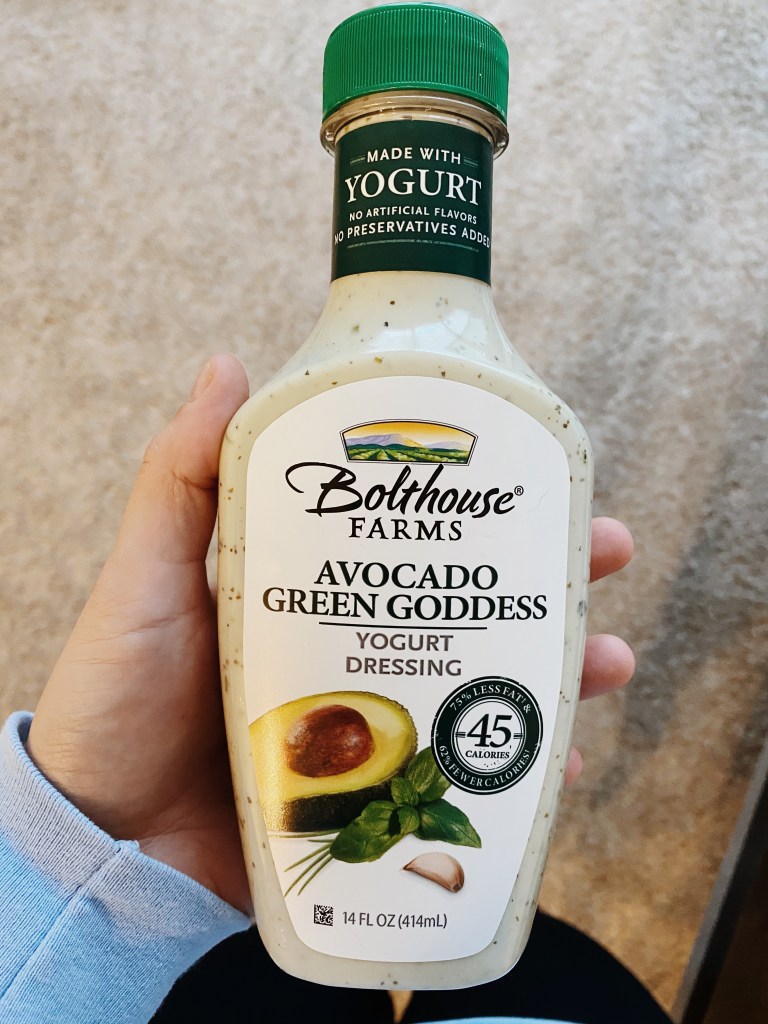 MADE WITH
YOGURT
NO ARTIFICIAL FLAVORS
NO PRESERVATIVES ADDED
Bolthouse®
FARMS
AVOCADO
GREEN GODDESS
YOGURT
DRESSING
75% LESS FAT &
45
CALORIES
62% FEWER CALORIES
14 FL OZ (414mL)